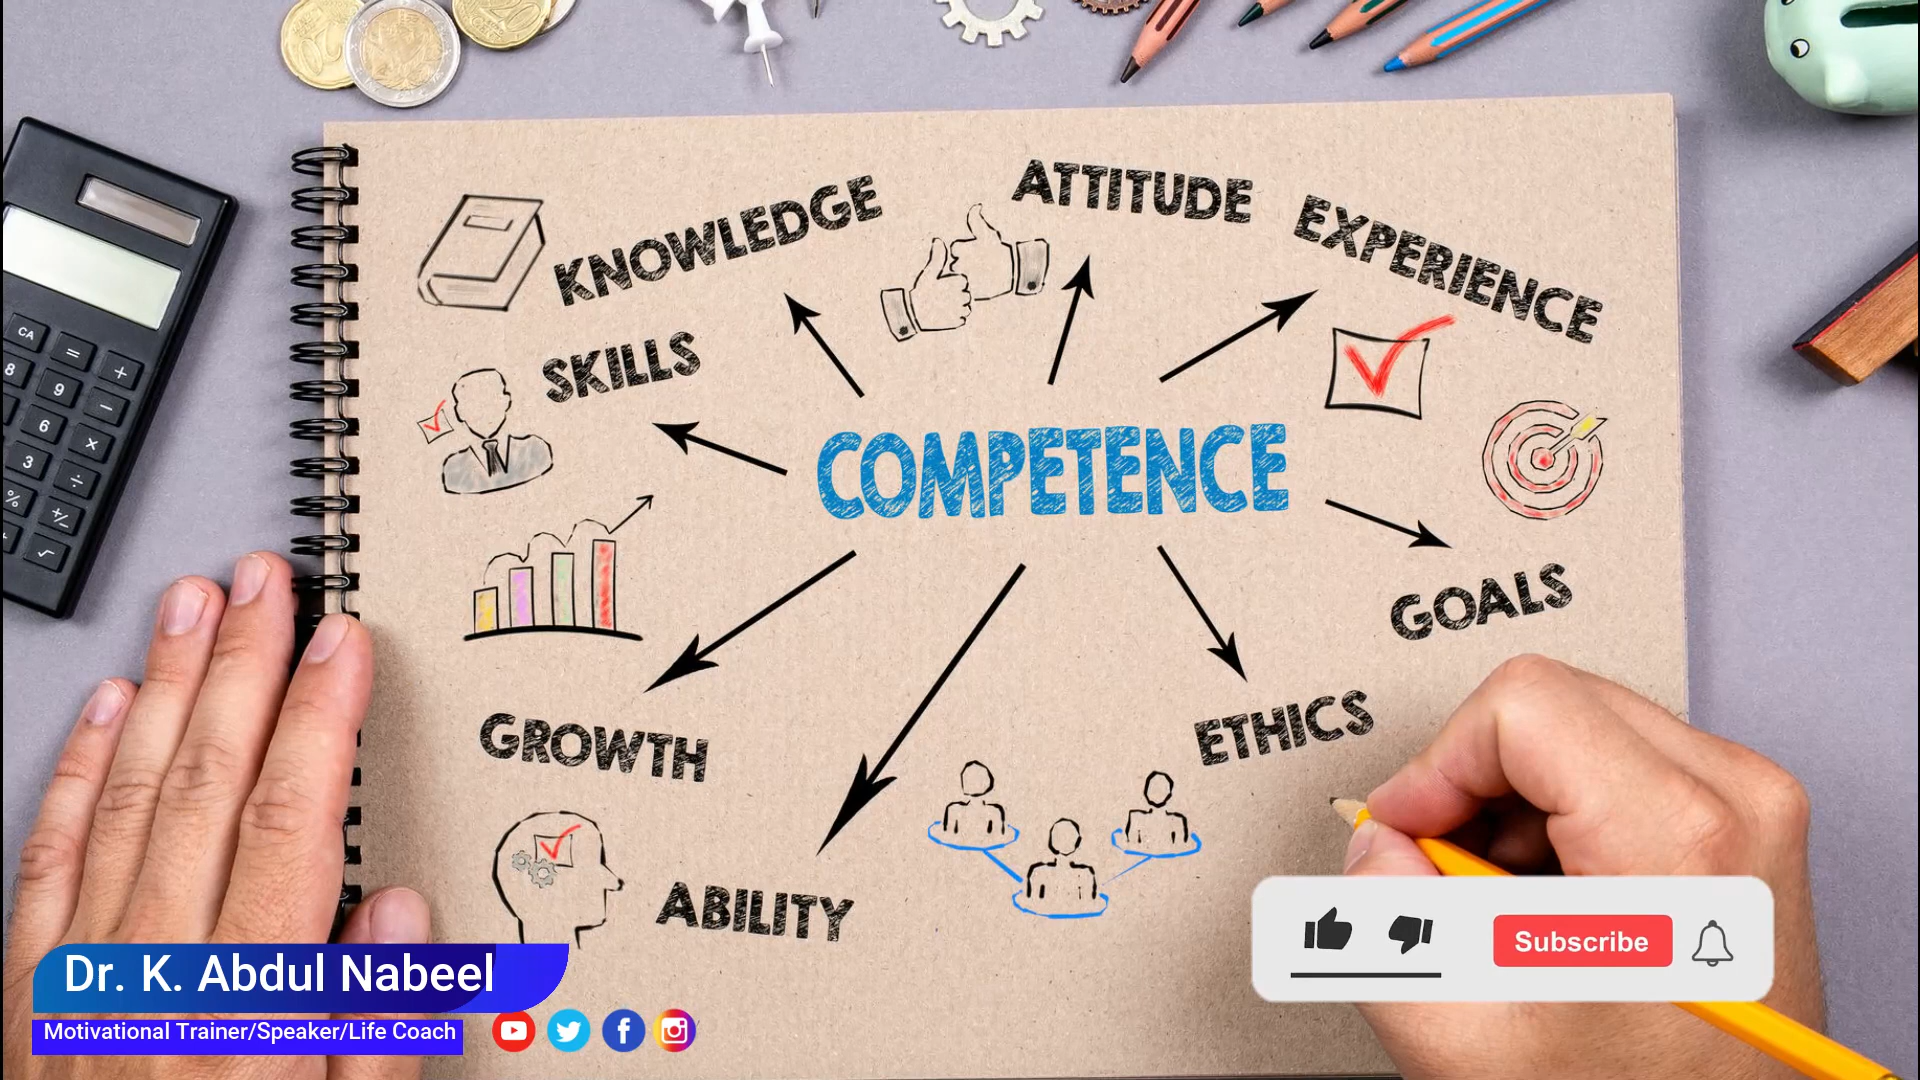 KNOWLEDGE
ATTITUDE
EXPERIENCE
SKILLS
COMPETENCE
GOALS
GROWTH
ETHICS
ABILITY
CA
=
+
8
9
−
6
×
3
÷
%
+/−
√
Subscribe
Dr. K. Abdul Nabeel
Motivational Trainer/Speaker/Life Coach